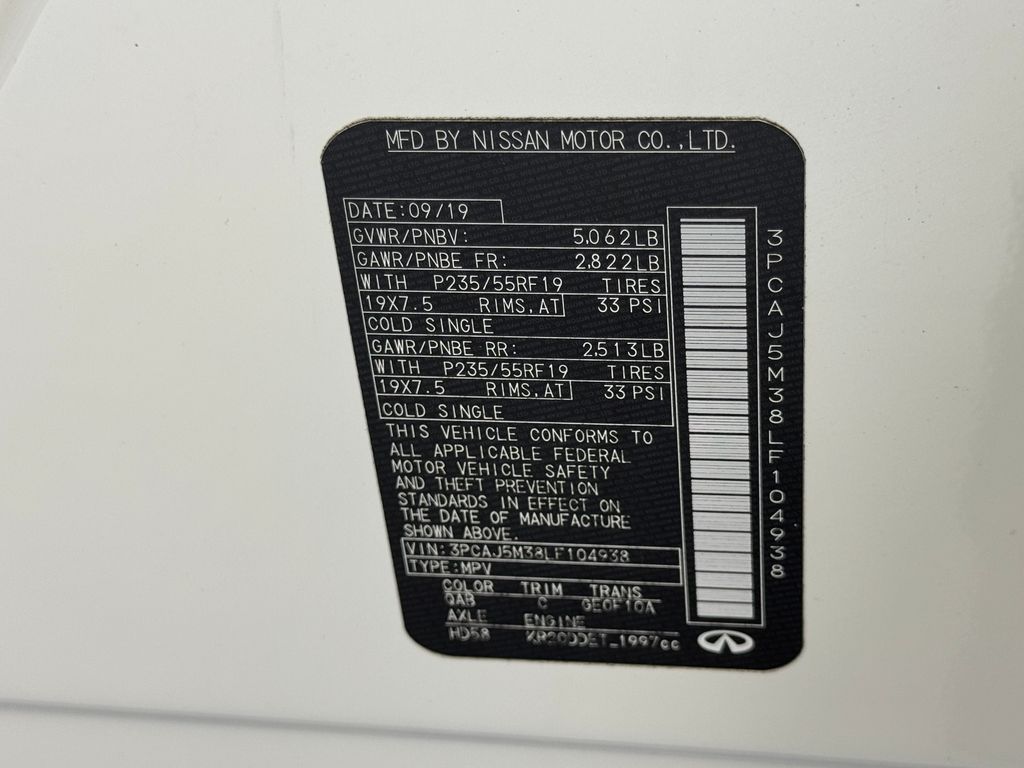 MFD BY NISSAN MOTOR CO.,LTD.
DATE:09/19
GVWR/PNBV: 5,062LB
GAWR/PNBE FR: 2,822LB
WITH P235/55RF19 TIRES
19X7.5 RIMS,AT 33 PSI
COLD SINGLE
GAWR/PNBE RR: 2,513LB
WITH P235/55RF19 TIRES
19X7.5 RIMS,AT 33 PSI
COLD SINGLE
THIS VEHICLE CONFORMS TO
ALL APPLICABLE FEDERAL
MOTOR VEHICLE SAFETY
AND THEFT PREVENTION
STANDARDS IN EFFECT ON
THE DATE OF MANUFACTURE
SHOWN ABOVE.
VIN:3PCAJ5M38LF104938
TYPE:MPV
COLOR TRIM TRANS
QAB C GE0F10A
AXLE ENGINE
HD58 KR20DDET_1997cc
3PCAJ5M38LF104938